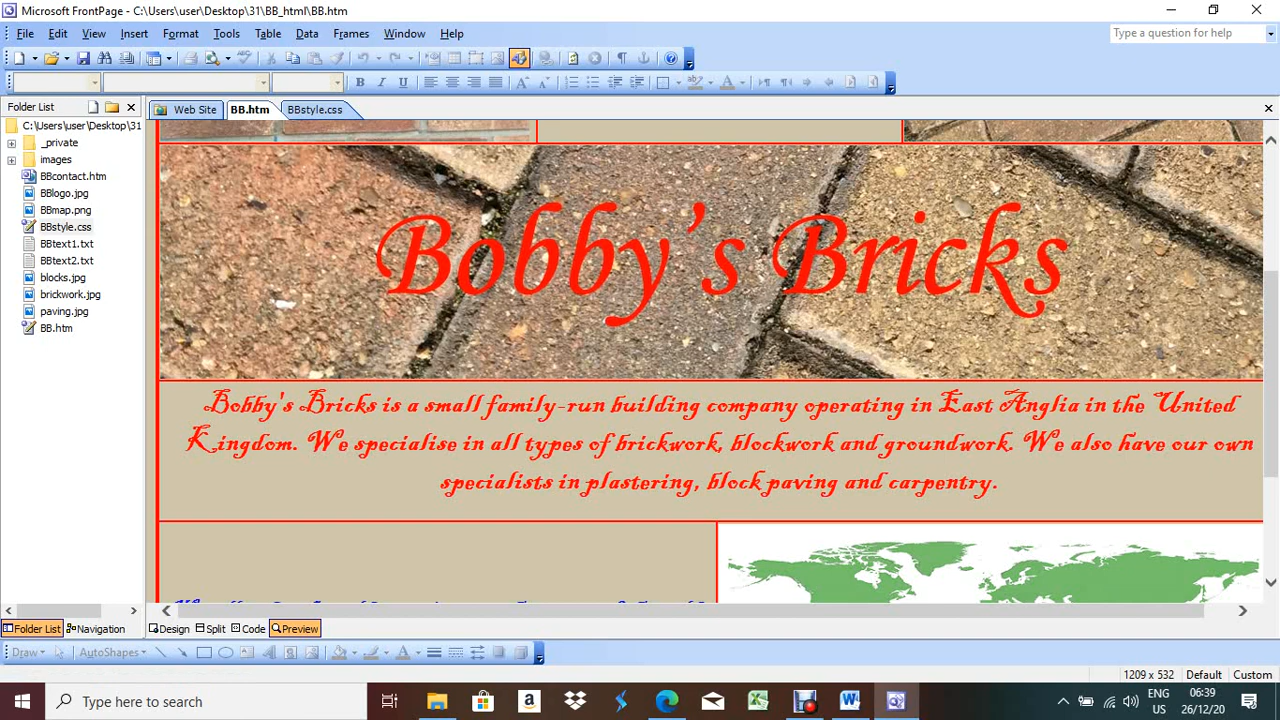 Microsoft FrontPage - C:\Users\user\Desktop\31\BB_html\BB.htm
File Edit View Insert Format Tools Table Data Frames Window Help
Type a question for help
B I U
Folder List
Web Site
BB.htm
BBstyle.css
C:\Users\user\Desktop\31
_private
images
BBcontact.htm
BBlogo.jpg
BBmap.png
BBstyle.css
BBtext1.txt
BBtext2.txt
blocks.jpg
brickwork.jpg
paving.jpg
BB.htm
Bobby's Bricks
Bobby's Bricks is a small family-run building company operating in East Anglia in the United
Kingdom. We specialise in all types of brickwork, blockwork and groundwork. We also have our own
specialists in plastering, block paving and carpentry.
Folder List Navigation
Design Split Code Preview
Draw AutoShapes
1209 x 532 Default Custom
Type here to search
ENG
US
06:39
26/12/20